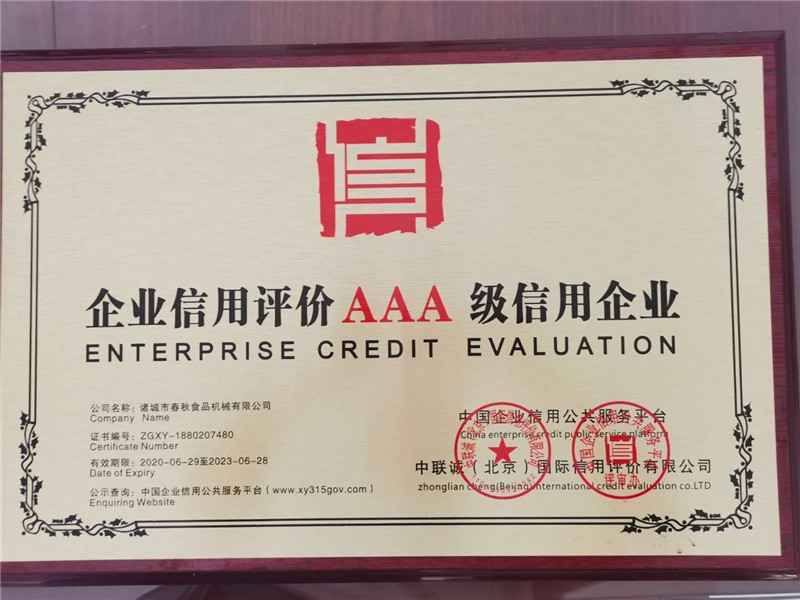 信
企业信用评价AAA级信用企业
ENTERPRISE CREDIT EVALUATION
公司名称：诸城市春秋食品机械有限公司
Company Name
证书编号：ZGXY-1880207480
Certificate Number
有效期限：2020-06-29至2023-06-28
Date of Expiry
公示查询：中国企业信用公共服务平台（www.xy315gov.com）
Enquiring Website
中国企业信用公共服务平台
China enterprise credit public service platform
中联诚（北京）国际信用评价有限公司
zhonglian cheng(Beijing)international credit evaluation co.LTD
评审办